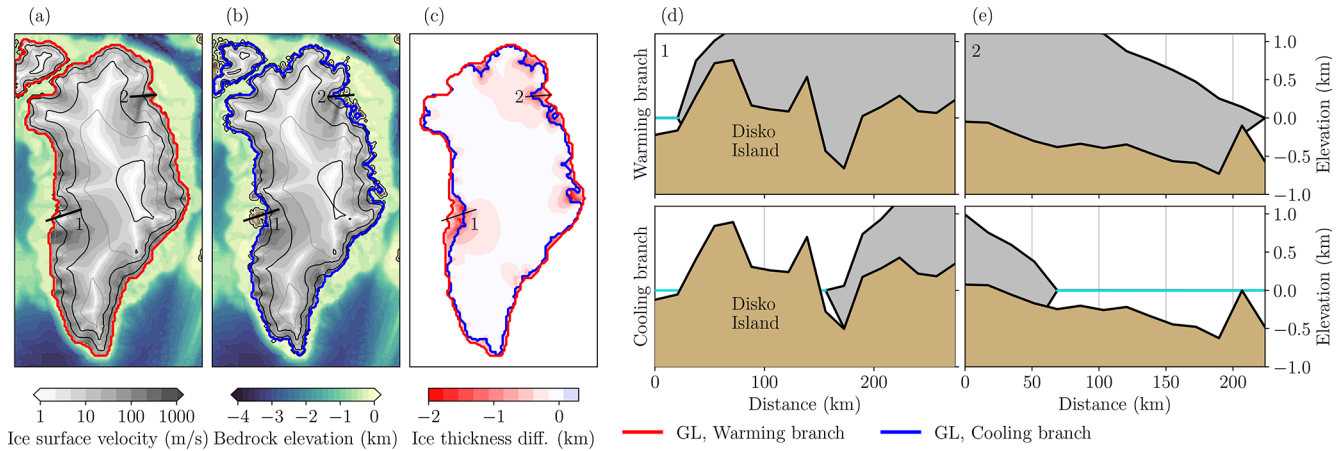 (a)
(b)
(c)
(d)
(e)
2
1
2
1
2
1
1
2
Warming branch
Disko
Island
1.0
0.5
0.0
−0.5
−1.0
Elevation (km)
Cooling branch
Disko
Island
1.0
0.5
0.0
−0.5
−1.0
Elevation (km)
0 100 200
Distance (km)
0 50 100 150 200
Distance (km)
1 10 100 1000
Ice surface velocity (m/s)
−4 −3 −2 −1 0
Bedrock elevation (km)
−2 −1 0
Ice thickness diff. (km)
GL, Warming branch
GL, Cooling branch